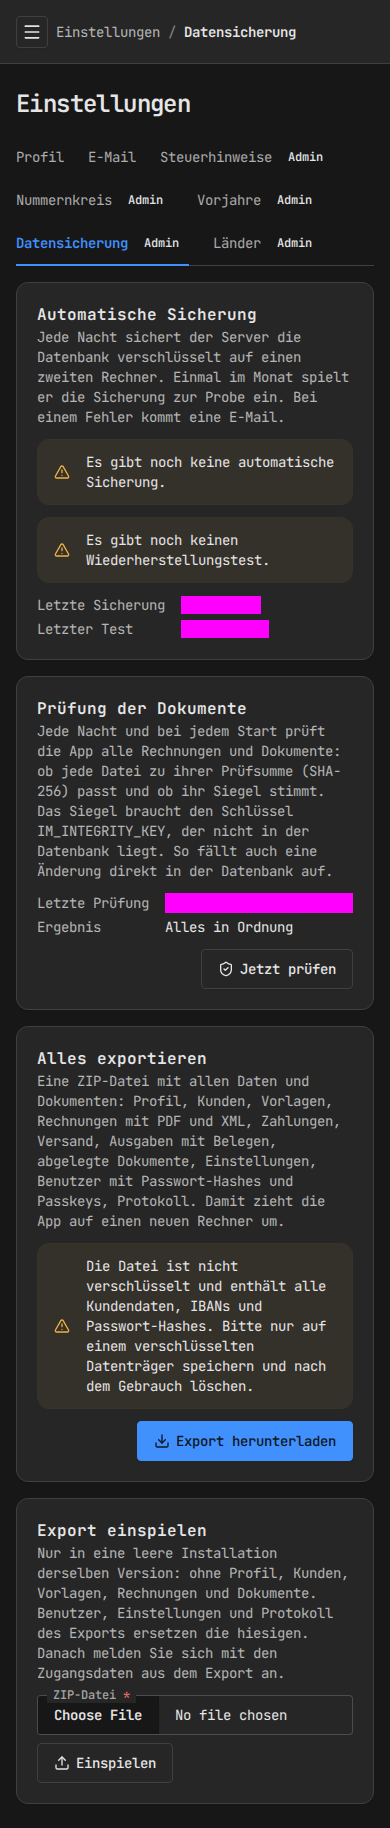 Einstellungen / Datensicherung
Einstellungen
Profil E-Mail Steuerhinweise Admin
Nummernkreis Admin Vorjahre Admin
Datensicherung Admin Länder Admin
Automatische Sicherung
Jede Nacht sichert der Server die
Datenbank verschlüsselt auf einen
zweiten Rechner. Einmal im Monat spielt
er die Sicherung zur Probe ein. Bei
einem Fehler kommt eine E-Mail.
Es gibt noch keine automatische
Sicherung.
Es gibt noch keinen
Wiederherstellungstest.
Letzte Sicherung
Letzter Test
Prüfung der Dokumente
Jede Nacht und bei jedem Start prüft
die App alle Rechnungen und Dokumente:
ob jede Datei zu ihrer Prüfsumme (SHA-
256) passt und ob ihr Siegel stimmt.
Das Siegel braucht den Schlüssel
IM_INTEGRITY_KEY, der nicht in der
Datenbank liegt. So fällt auch eine
Änderung direkt in der Datenbank auf.
Letzte Prüfung
Ergebnis Alles in Ordnung
Jetzt prüfen
Alles exportieren
Eine ZIP-Datei mit allen Daten und
Dokumenten: Profil, Kunden, Vorlagen,
Rechnungen mit PDF und XML, Zahlungen,
Versand, Ausgaben mit Belegen,
abgelegte Dokumente, Einstellungen,
Benutzer mit Passwort-Hashes und
Passkeys, Protokoll. Damit zieht die
App auf einen neuen Rechner um.
Die Datei ist nicht
verschlüsselt und enthält alle
Kundendaten, IBANs und
Passwort-Hashes. Bitte nur auf
einem verschlüsselten
Datenträger speichern und nach
dem Gebrauch löschen.
Export herunterladen
Export einspielen
Nur in eine leere Installation
derselben Version: ohne Profil, Kunden,
Vorlagen, Rechnungen und Dokumente.
Benutzer, Einstellungen und Protokoll
des Exports ersetzen die hiesigen.
Danach melden Sie sich mit den
Zugangsdaten aus dem Export an.
ZIP-Datei *
Choose File No file chosen
Einspielen